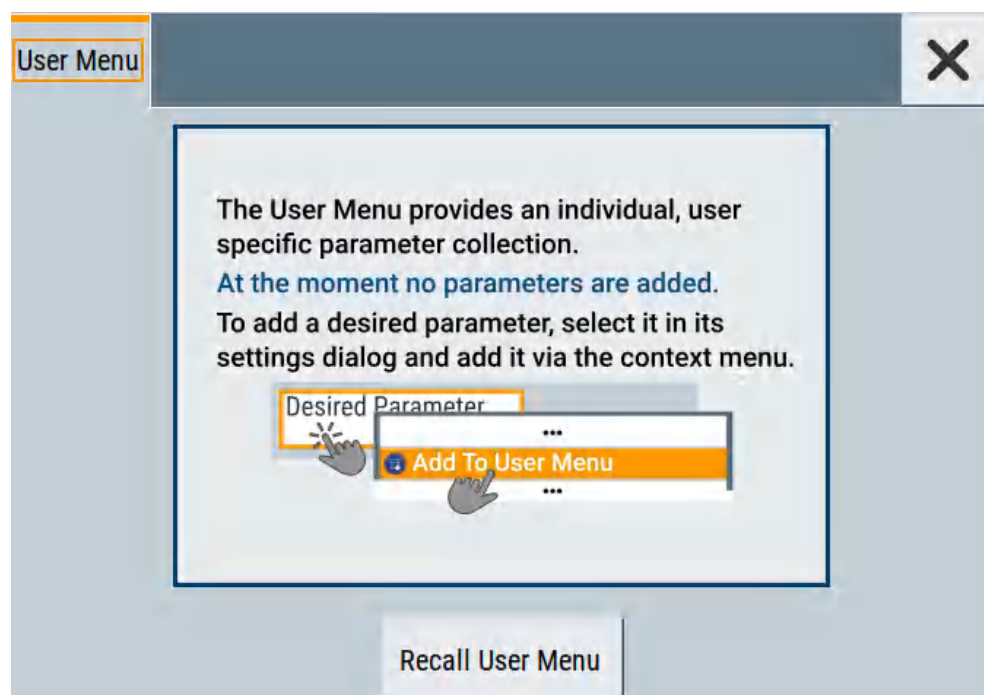 User Menu
The User Menu provides an individual, user
specific parameter collection.
At the moment no parameters are added.
To add a desired parameter, select it in its
settings dialog and add it via the context menu.
Desired Parameter
...
Add To User Menu
...
Recall User Menu